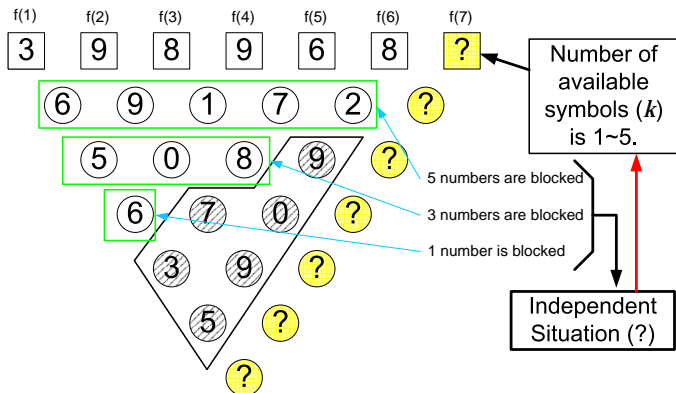 f(1) f(2) f(3) f(4) f(5) f(6) f(7)
3 9 8 9 6 8 ?
6 9 1 7 2 ?
5 0 8 9 ?
6 7 0 ?
3 9 ?
5 ?
?
Number of
available
symbols (k)
is 1~5.
5 numbers are blocked
3 numbers are blocked
1 number is blocked
Independent
Situation (?)